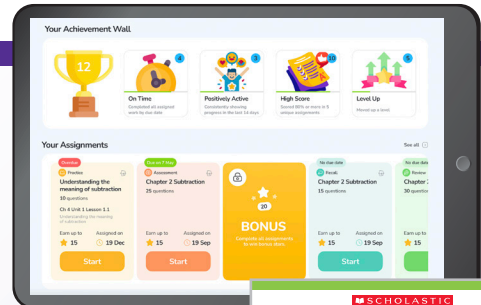 Your Achievement Wall
12
4
3
10
5
On Time
Completed all assigned
work by due date
Positively Active
Consistently showing
progress in the last 14 days
High Score
Scored 90% or more in 5
unique assignments
Level Up
Moved up a level
Your Assignments
See all
Overdue
Practice
Understanding the
meaning of subtraction
10 questions
Ch 4 Unit 1 Lesson 1.1
Understanding the meaning
of subtraction
Earn up to
Assigned on
15
19 Dec
Start
Due on 7 Mar
Assessment
Chapter 2 Subtraction
25 questions
Earn up to
Assigned on
15
19 Sep
Start
20
BONUS
Complete all assignments
to earn bonus stars
No due date
Recall
Chapter 2 Subtraction
15 questions
Earn up to
Assigned on
15
19 Sep
Start
No due date
Review
Chapter
30 questi
Earn up to
15
SCHOLASTIC